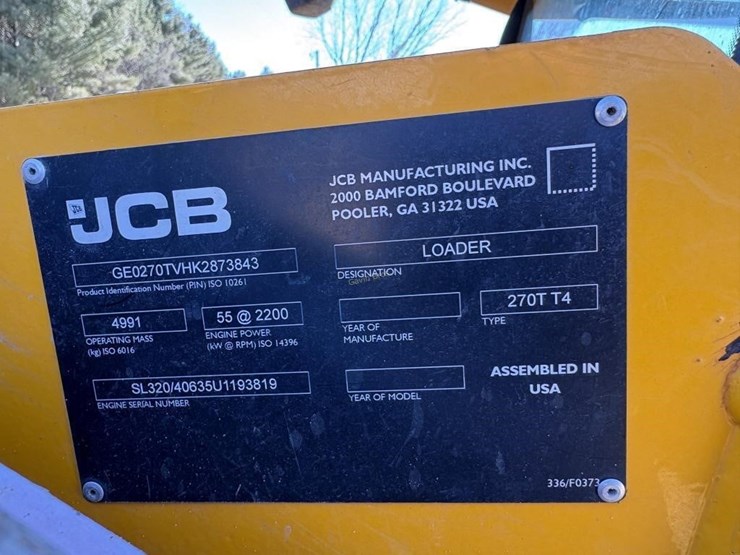 JCB
JCB MANUFACTURING INC.
2000 BAMFORD BOULEVARD
POOLER, GA 31322 USA
GE0270TVHK2873843
Product Identification Number (PIN) ISO 10261
LOADER
DESIGNATION
4991
OPERATING MASS
(kg) ISO 6016
55 @ 2200
ENGINE POWER
(kW @ RPM) ISO 14396
YEAR OF
MANUFACTURE
270T T4
TYPE
SL320/40635U1193819
ENGINE SERIAL NUMBER
YEAR OF MODEL
ASSEMBLED IN
USA
336/F0373